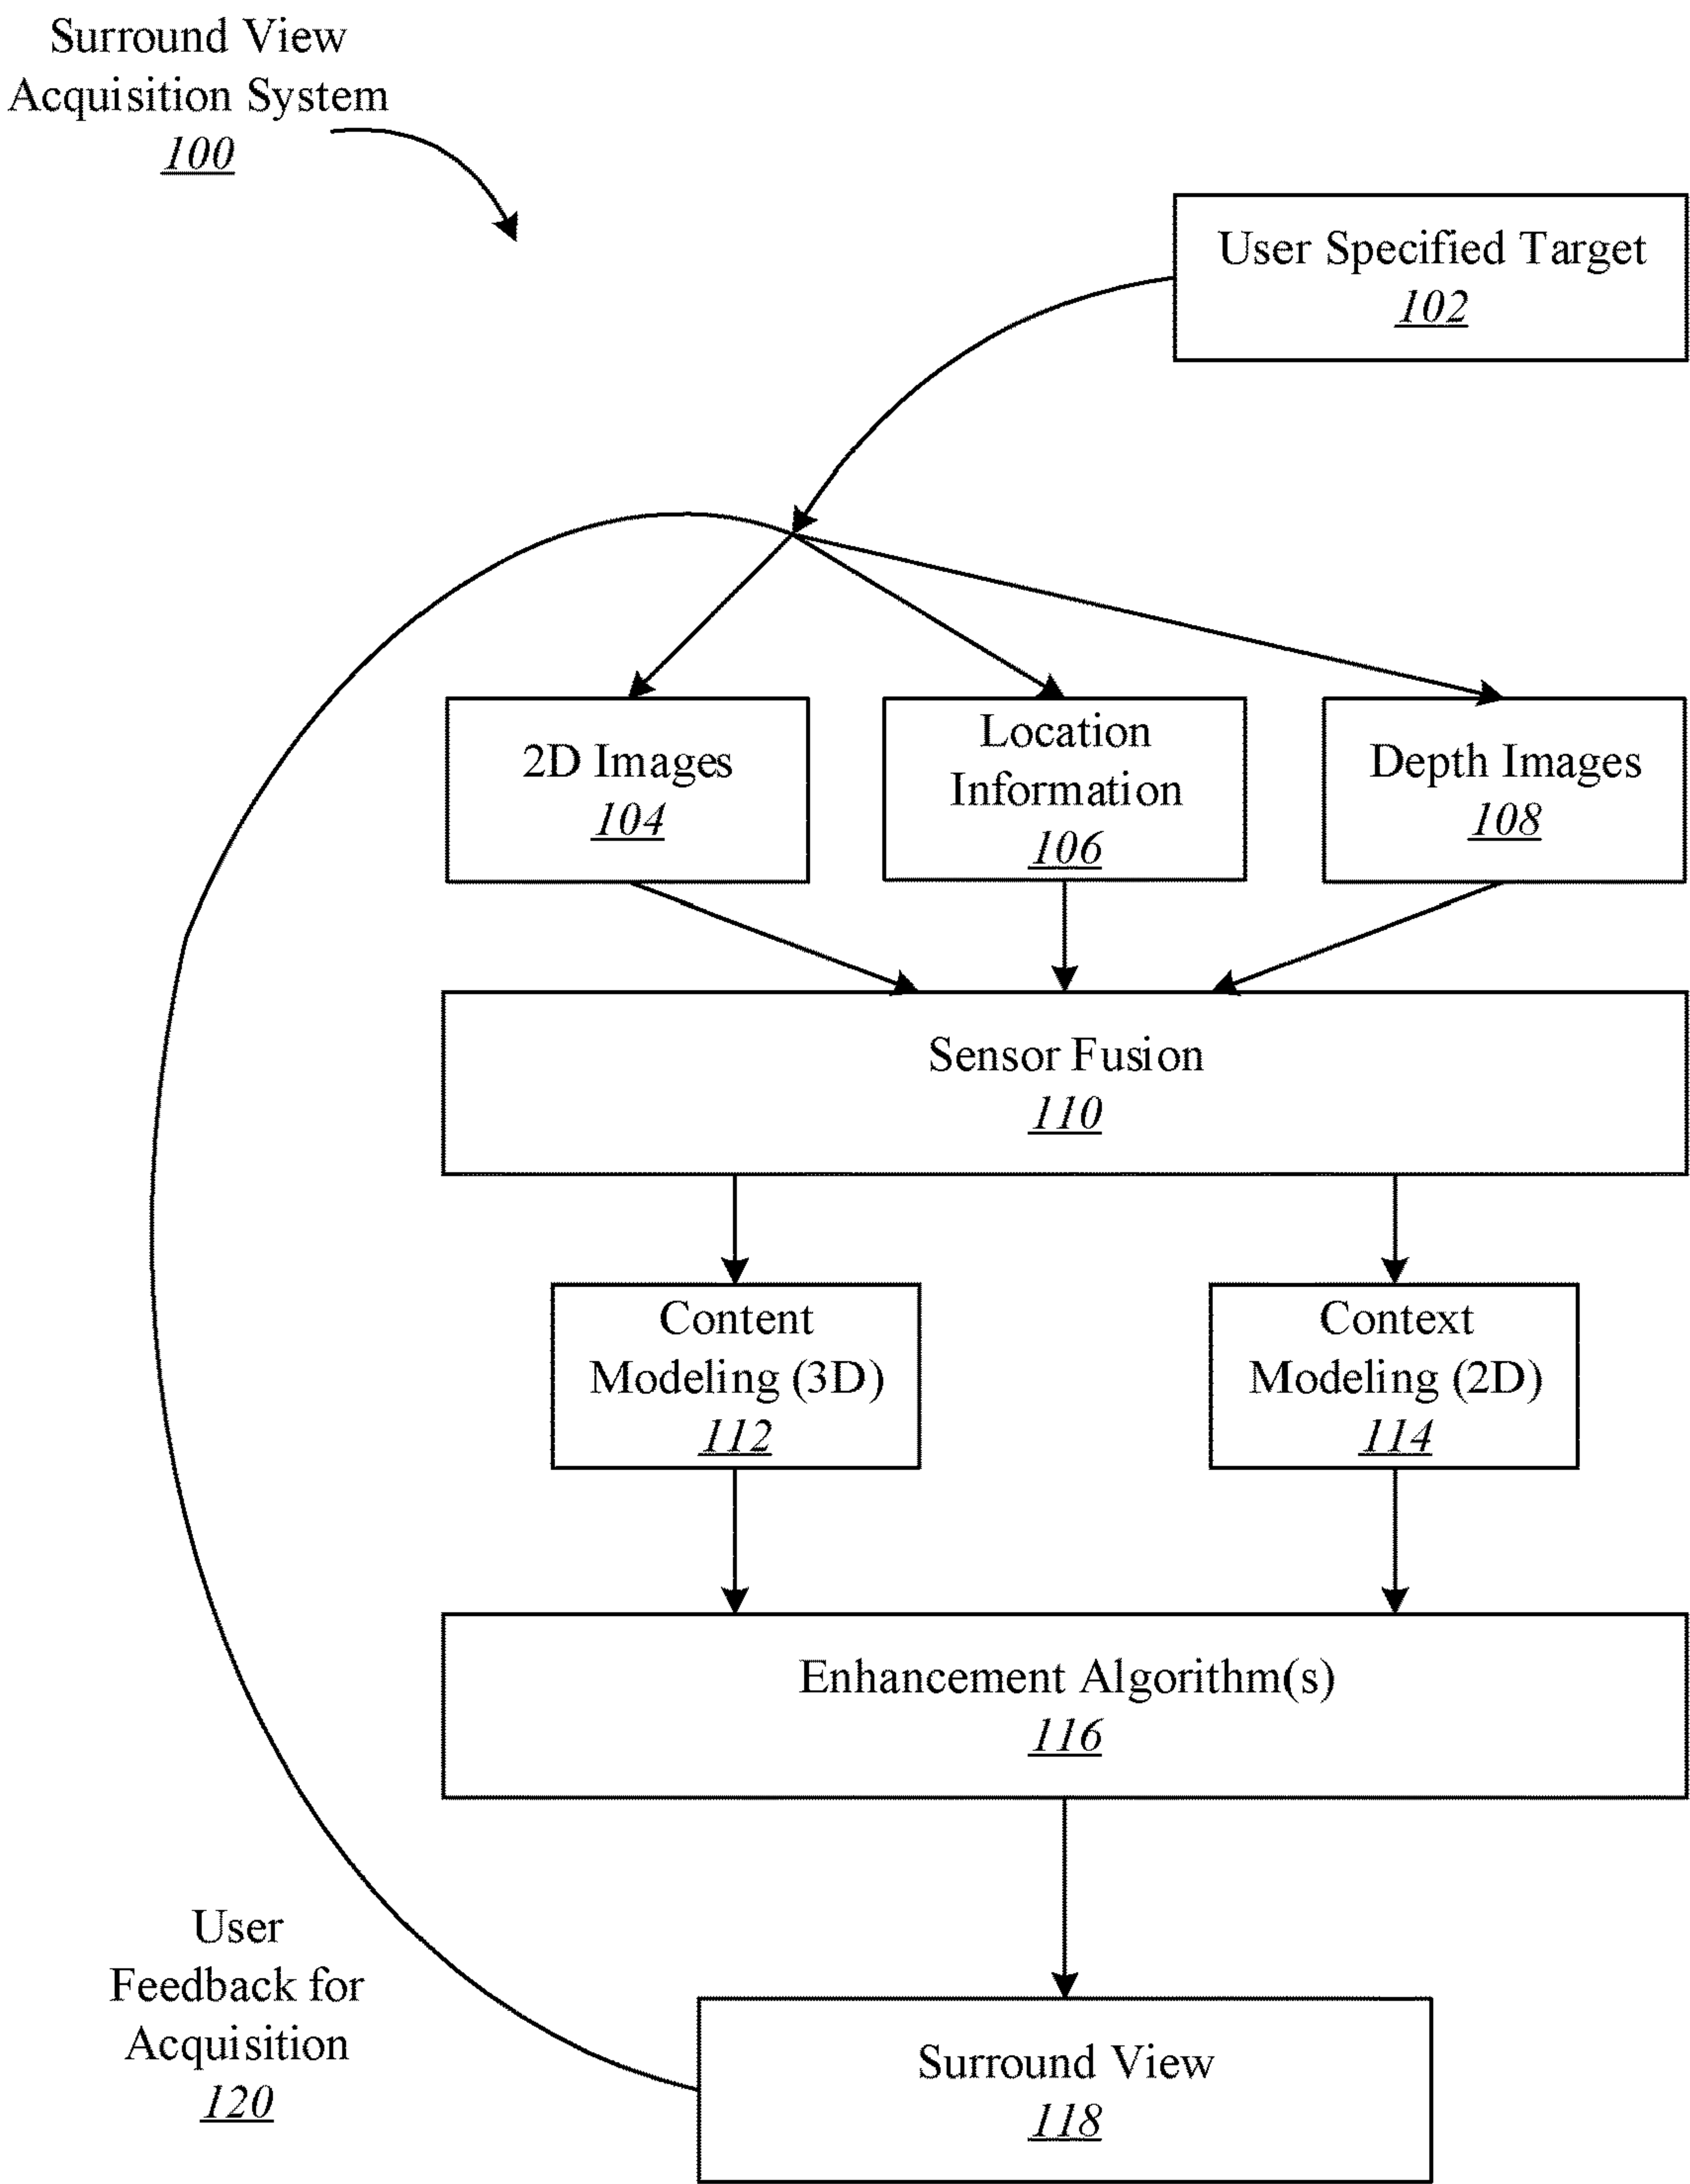 Surround View
Acquisition System
100
User Specified Target
102
2D Images
104
Location
Information
106
Depth Images
108
Sensor Fusion
110
Content
Modeling (3D)
112
Context
Modeling (2D)
114
Enhancement Algorithm(s)
116
User
Feedback for
Acquisition
120
Surround View
118